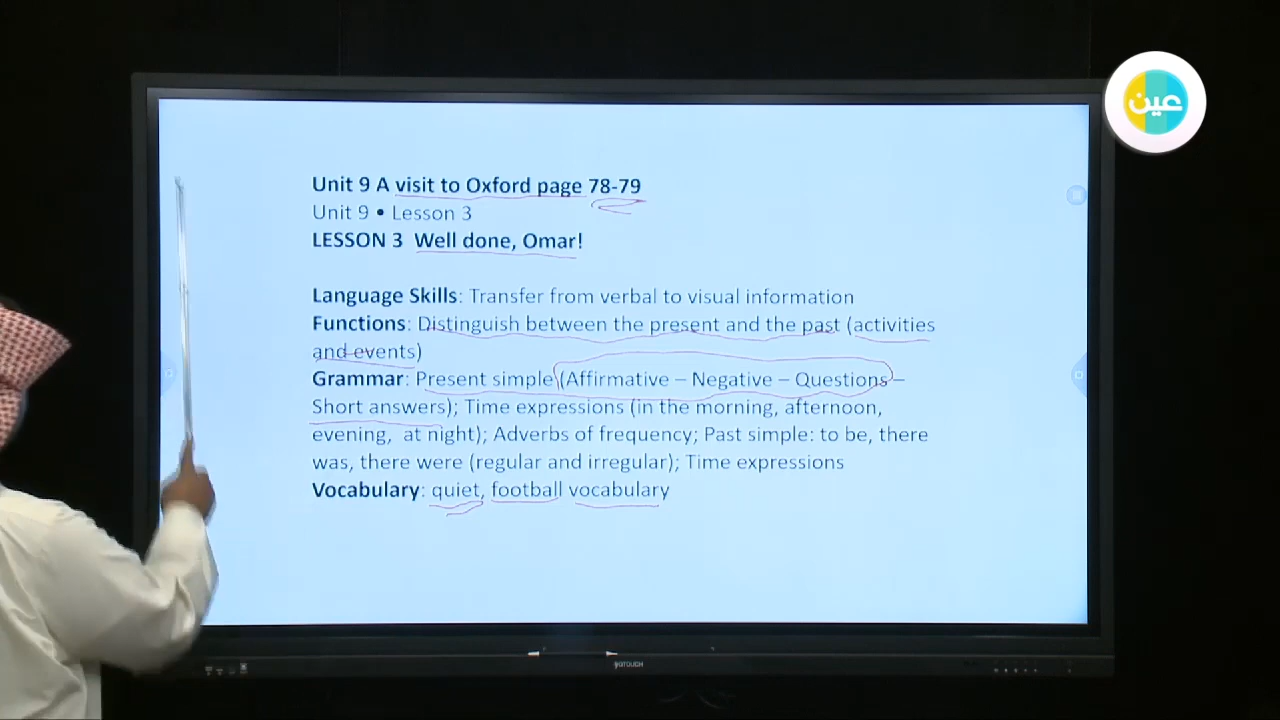 عين
Unit 9 A visit to Oxford page 78-79
Unit 9 • Lesson 3
LESSON 3 Well done, Omar!
Language Skills: Transfer from verbal to visual information
Functions: Distinguish between the present and the past (activities
and events)
Grammar: Present simple (Affirmative – Negative – Questions –
Short answers); Time expressions (in the morning, afternoon,
evening, at night); Adverbs of frequency; Past simple: to be, there
was, there were (regular and irregular); Time expressions
Vocabulary: quiet, football vocabulary